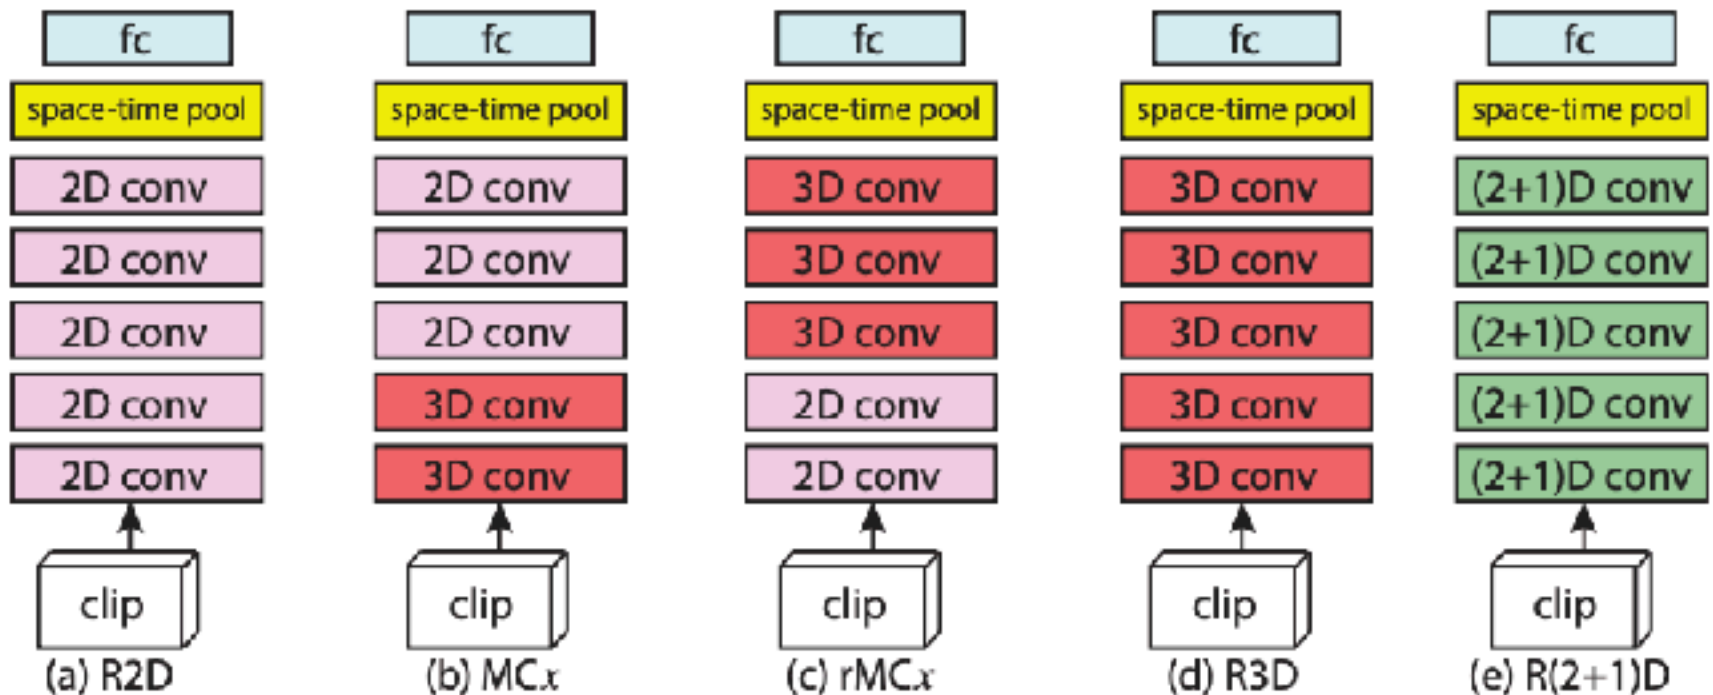 fc fc fc fc fc
space-time pool space-time pool space-time pool space-time pool space-time pool
2D conv 2D conv 3D conv 3D conv (2+1)D conv
2D conv 2D conv 3D conv 3D conv (2+1)D conv
2D conv 2D conv 3D conv 3D conv (2+1)D conv
2D conv 3D conv 2D conv 3D conv (2+1)D conv
2D conv 3D conv 2D conv 3D conv (2+1)D conv
clip clip clip clip clip
(a) R2D (b) MCx (c) rMCx (d) R3D (e) R(2+1)D